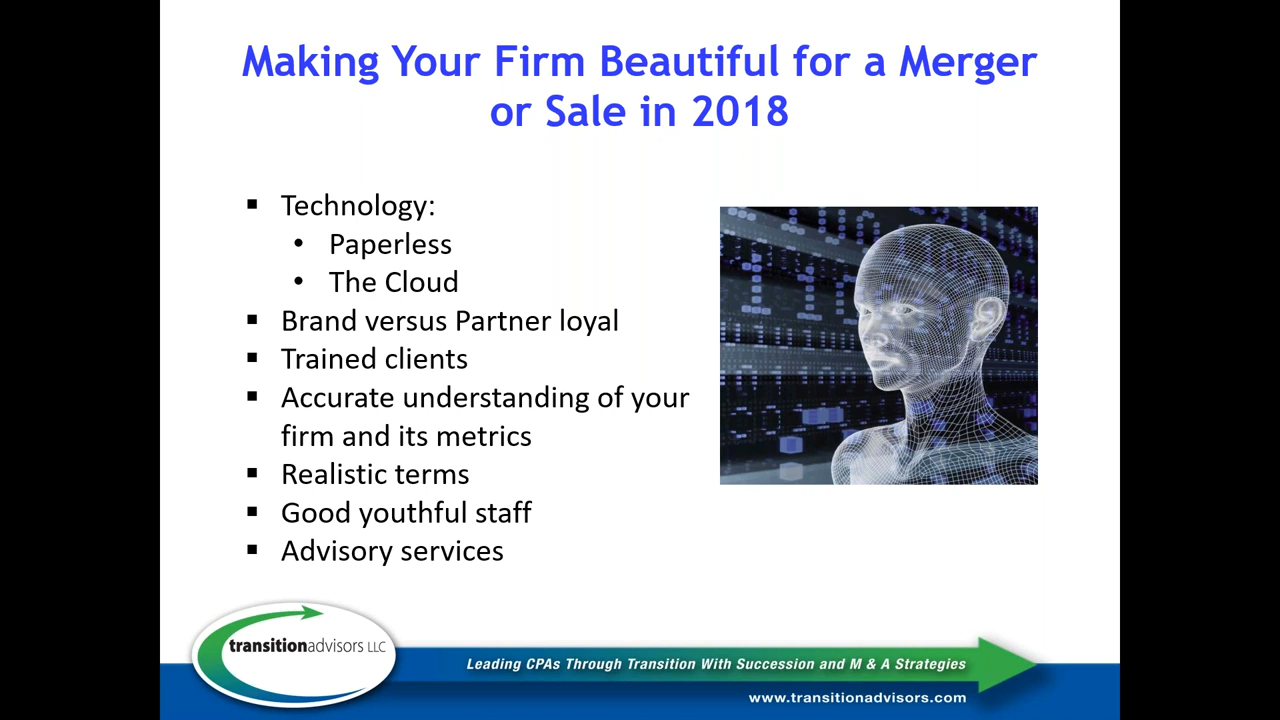 Making Your Firm Beautiful for a Merger
or Sale in 2018
▪ Technology:
• Paperless
• The Cloud
▪ Brand versus Partner loyal
▪ Trained clients
▪ Accurate understanding of your
firm and its metrics
▪ Realistic terms
▪ Good youthful staff
▪ Advisory services
transitionadvisors LLC
Leading CPAs Through Transition With Succession and M & A Strategies
www.transitionadvisors.com